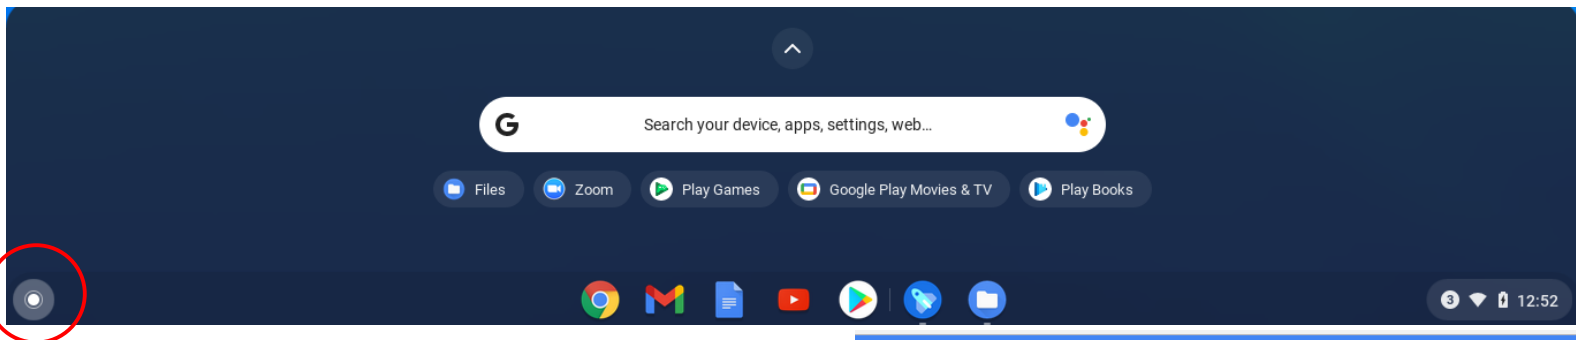 G Search your device, apps, settings, web...
Files Zoom Play Games Google Play Movies & TV Play Books
3 12:52